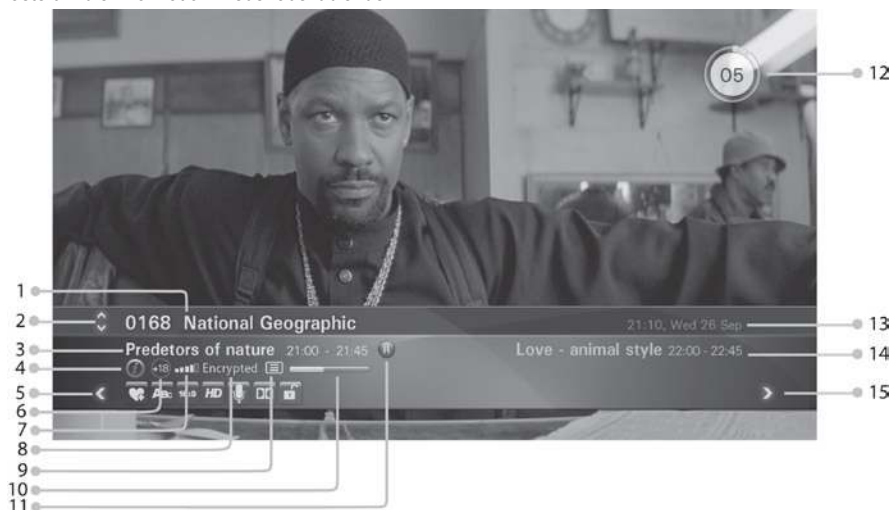 05
12
1
2
0168 National Geographic
21:10, Wed 26 Sep
13
3
Predetors of nature 21:00 - 21:45
Love - animal style 22:00 - 22:45
14
4
+18
Encrypted
5
HD
15
6
7
8
9
10
11